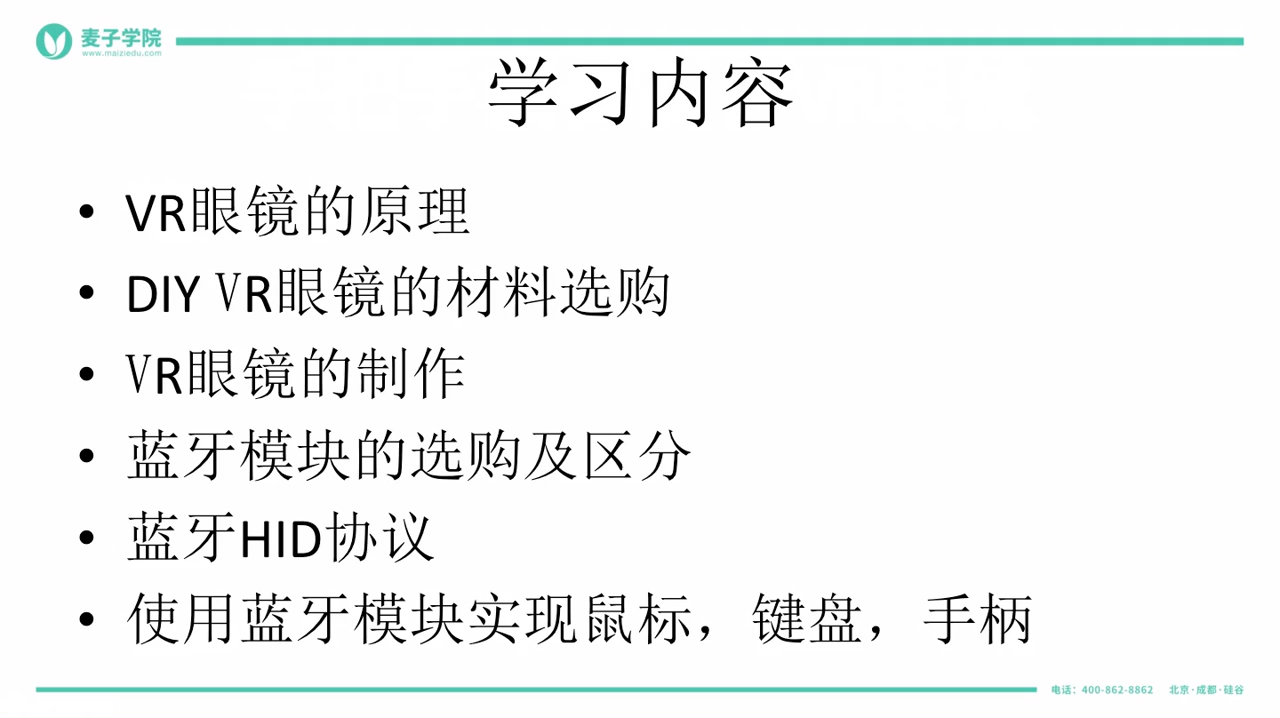 麦子学院
www.maiziedu.com
学习内容
• VR眼镜的原理
• DIY VR眼镜的材料选购
• VR眼镜的制作
• 蓝牙模块的选购及区分
• 蓝牙HID协议
• 使用蓝牙模块实现鼠标，键盘，手柄
电话：400-862-8862 北京·成都·硅谷